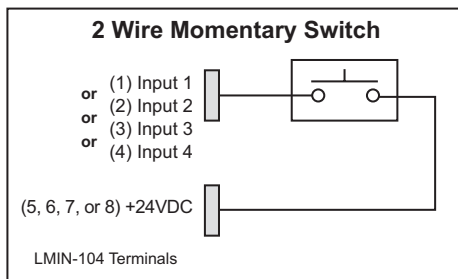 2 Wire Momentary Switch
(1) Input 1
or
(2) Input 2
or
(3) Input 3
or
(4) Input 4
(5, 6, 7, or 8) +24VDC
LMIN-104 Terminals